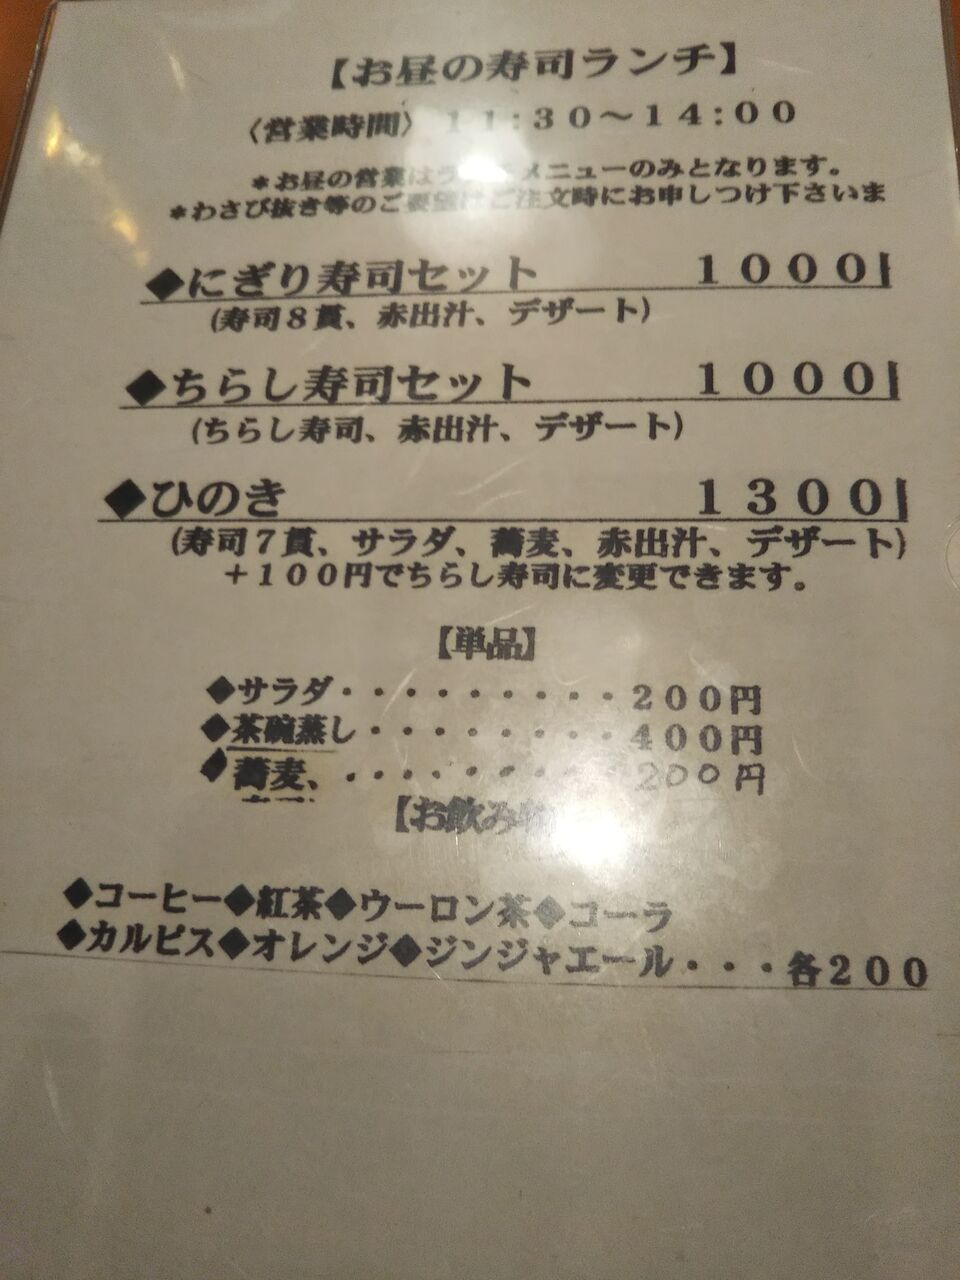 【お昼の寿司ランチ】
〈営業時間〉 11:30～14:00
＊お昼の営業はランチメニューのみとなります。
＊わさび抜き等のご要望はご注文時にお申しつけ下さいま
◆にぎり寿司セット 1000
(寿司8貫、赤出汁、デザート)
◆ちらし寿司セット 1000
(ちらし寿司、赤出汁、デザート)
◆ひのき 1300
(寿司7貫、サラダ、蕎麦、赤出汁、デザート)
＋100円でちらし寿司に変更できます。
【単品】
◆サラダ・・・・・・・・・・200円
◆茶碗蒸し・・・・・・・・・400円
◆蕎麦、・・・・・・・・・・200円
【お飲み物
◆コーヒー◆紅茶◆ウーロン茶◆コーラ
◆カルピス◆オレンジ◆ジンジャエール・・・各200